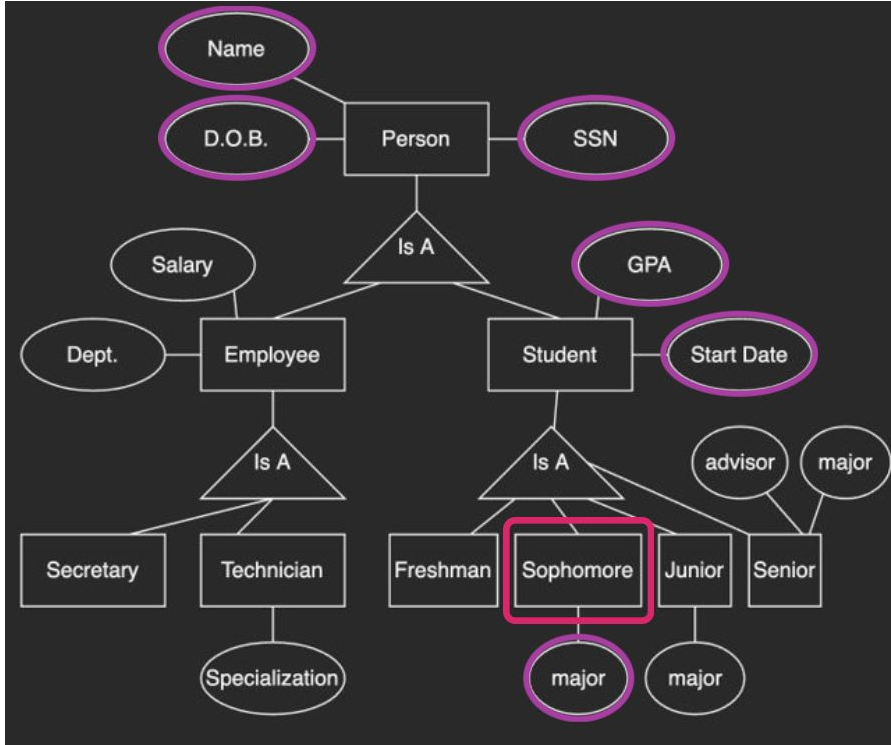 Name
D.O.B.
Person
SSN
Is A
Salary
GPA
Dept.
Employee
Student
Start Date
Is A
Is A
advisor
major
Secretary
Technician
Freshman
Sophomore
Junior
Senior
Specialization
major
major